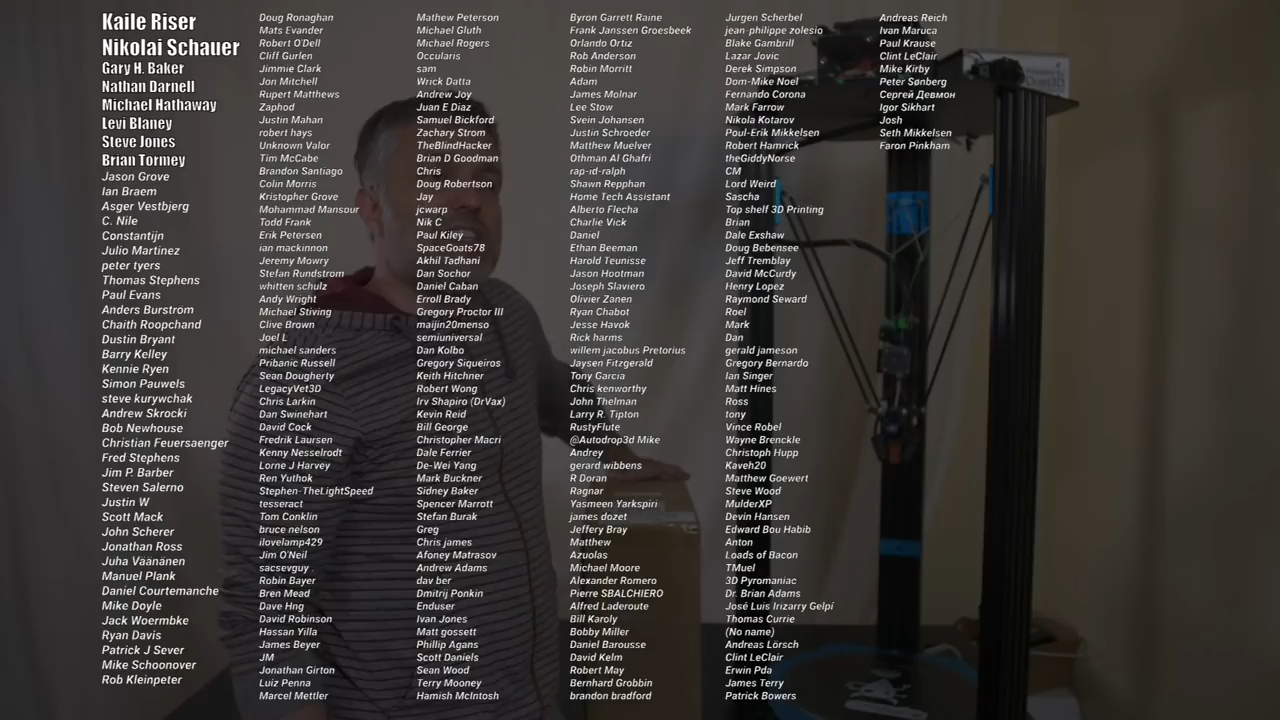 Kaile Riser
Nikolai Schauer
Gary H. Baker
Nathan Darnell
Michael Hathaway
Levi Blaney
Steve Jones
Brian Tormey
Jason Grove
Ian Braem
Asger Vestbjerg
C. Nile
Constantijn
Julio Martinez
peter tyers
Thomas Stephens
Paul Evans
Anders Burström
Chaith Roopchand
Dustin Bryant
Barry Kelley
Kennie Ryen
Simon Pauwels
steve kurywchak
Andrew Skrocki
Bob Newhouse
Christian Feuersaenger
Fred Stephens
Jim P. Barber
Steven Salerno
Justin W
Scott Mack
John Scherer
Jonathan Ross
Juha Väänänen
Manuel Plank
Daniel Courtemanche
Mike Doyle
Jack Woermbke
Ryan Davis
Patrick J Sever
Mike Schoonover
Rob Kleinpeter
Doug Ronaghan
Mats Evander
Robert O'Dell
Cliff Gurlen
Jimmie Clark
Jon Mitchell
Rupert Matthews
Zaphod
Justin Mahan
robert hays
Unknown Valor
Tim McCabe
Brandon Santiago
Colin Morris
Kristopher Grove
Mohammad Mansour
Todd Frank
Erik Petersen
ian mackinnon
Jeremy Mowry
Stefan Rundstrom
whitten schulz
Andy Wright
Michael Stiving
Clive Brown
Joel L
michael sanders
Pribanic Russell
Sean Dougherty
LegacyVet3D
Chris Larkin
Dan Swinehart
David Cock
Fredrik Laursen
Kenny Nesselrodt
Lorne J Harvey
Ren Yuthok
Stephen-TheLightSpeed
tesseract
Tom Conklin
bruce nelson
ilovelamp429
Jim O'Neil
sacsevguy .
Robin Bayer
Bren Mead
Dave Hng
David Robinson
Hassan Yilla
James Beyer
JM
Jonathan Girton
Luiz Penna
Marcel Mettler
Mathew Peterson
Michael Gluth
Michael Rogers
Occularis
sam
Wrick Datta
Andrew Joy
Juan E Diaz
Samuel Bickford
Zachary Strom
TheBlindHacker
Brian D Goodman
Chris
Doug Robertson
Jay
jcwarp
Nik C
Paul Kiley
SpaceGoats78
Akhil Tadhani
Dan Sochor
Daniel Caban
Erroll Brady
Gregory Proctor III
maijin20menso
semiuniversal
Dan Kolbo
Gregory Siqueiros
Keith Hitchner
Robert Wong
Irv Shapiro (DrVax)
Kevin Reid
Bill George
Christopher Macri
Dale Ferrier
De-Wei Yang
Mark Buckner
Sidney Baker
Spencer Marrott
Stefan Burak
Greg
Chris james
Afoney Matrasov
Andrew Adams
dav ber
Dmitrij Ponkin
Enduser
Ivan Jones
Matt gossett
Phillip Agans
Scott Daniels
Sean Wood
Terry Mooney
Hamish McIntosh
Byron Garrett Raine
Frank Janssen Groesbeek
Orlando Ortiz
Rob Anderson
Robin Morritt
Adam
James Molnar
Lee Stow
Svein Johansen
Justin Schroeder
Matthew Muelver
Othman Al Ghafri
rap-id-ralph
Shawn Repphan
Home Tech Assistant
Alberto Flecha
Charlie Vick
Daniel
Ethan Beeman
Harold Teunisse
Jason Hootman
Joseph Slaviero
Olivier Zanen
Ryan Chabot
Jesse Havok
Rick harms
willem jacobus Pretorius
Jaysen Fitzgerald
Tony Garcia
Chris kenworthy
John Thelman
Larry R. Tipton
RustyFlute
@Autodrop3d Mike
Andrey
gerard wibbens
R Doran
Ragnar
Yasmeen Yarkspiri
james dozet
Jeffery Bray
Matthew
Azuolas
Michael Moore
Alexander Romero
Pierre SBALCHIERO
Alfred Laderoute
Bill Karoly
Bobby Miller
Daniel Barousse
David Kelm
Robert May
Bernhard Grobbin
brandon bradford
Jurgen Scherbel
jean-philippe zolesio
Blake Gambrill
Lazar Jovic
Derek Simpson
Dom-Mike Noel
Fernando Corona
Mark Farrow
Nikola Kotarov
Poul-Erik Mikkelsen
Robert Hamrick
theGiddyNorse
CM
Lord Weird
Sascha
Top shelf 3D Printing
Brian
Dale Exshaw
Doug Bebensee
Jeff Tremblay
David McCurdy
Henry Lopez
Raymond Seward
Roel
Mark
Dan
gerald jameson
Gregory Bernardo
Ian Singer
Matt Hines
Ross
tony
Vince Robel
Wayne Brenckle
Christoph Hupp
Kaveh20
Matthew Goewert
Steve Wood
MulderXP
Devin Hansen
Edward Bou Habib
Anton
Loads of Bacon
TMuel
3D Pyromaniac
Dr. Brian Adams
José Luis Irizarry Gelpí
Thomas Currie
(No name)
Andreas Lörsch
Clint LeClair
Erwin Pda
James Terry
Patrick Bowers
Andreas Reich
Ivan Maruca
Paul Krause
Clint LeClair
Mike Kirby
Peter Sønberg
Сергей Девмон
Igor Sikhart
Josh
Seth Mikkelsen
Faron Pinkham